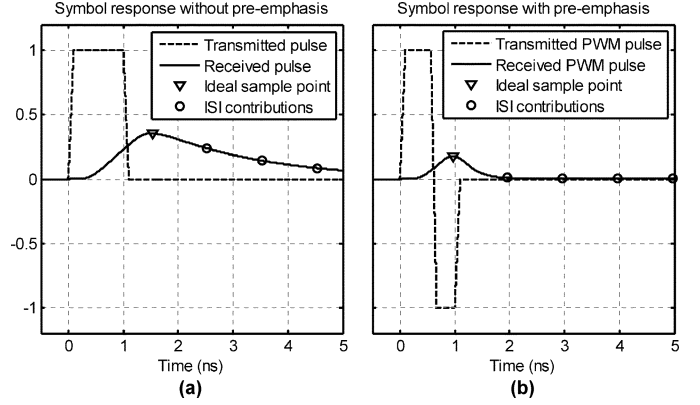 Symbol response without pre-emphasis
1
0.5
0
-0.5
-1
Transmitted pulse
Received pulse
Ideal sample point
ISI contributions
0 1 2 3 4 5
Time (ns)
(a)
Symbol response with pre-emphasis
Transmitted PWM pulse
Received PWM pulse
Ideal sample point
ISI contributions
0 1 2 3 4 5
Time (ns)
(b)